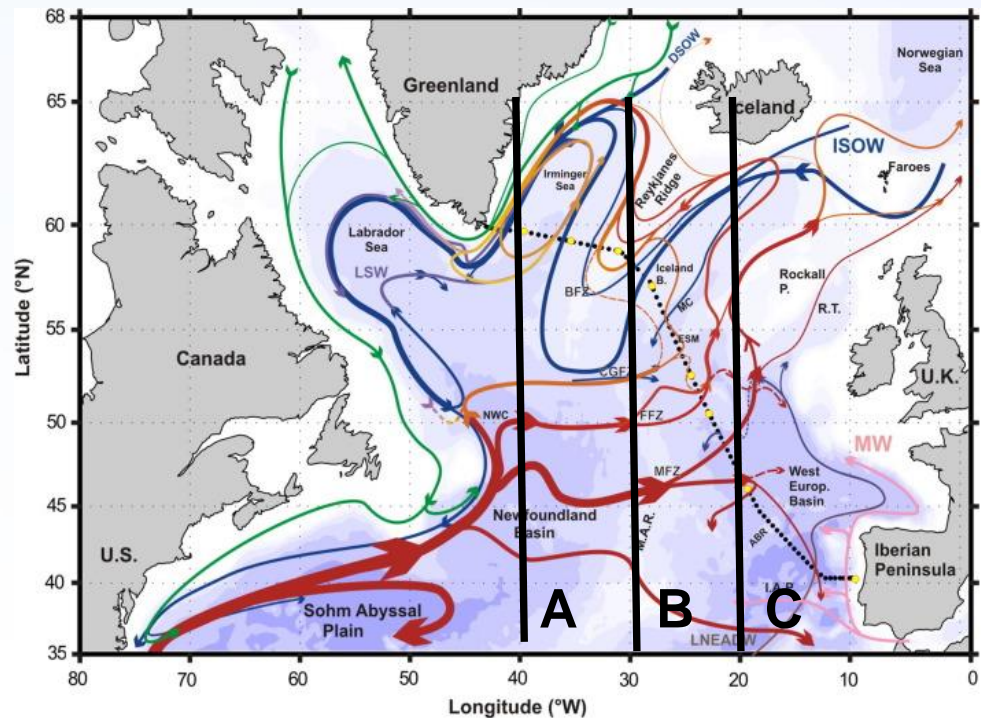 68
65
60
55
50
45
40
35
Latitude (°N)
80
70
60
50
40
30
20
10
0
Longitude (°W)
Greenland
DSOW
Iceland
Norwegian
Sea
ISOW
Faroes
Irminger
Sea
Reykjanes
Ridge
Labrador
Sea
LSW
BFZ
Iceland
B.
MC
Rockall
P.
R.T.
ESM
CGFZ
Canada
U.K.
NWC
FFZ
MW
MFZ
West
Europ.
Basin
Newfoundland
Basin
M.A.R.
ABR
U.S.
Iberian
Peninsula
I.A.P.
Sohm Abyssal
Plain
A
B
C
LNEADW